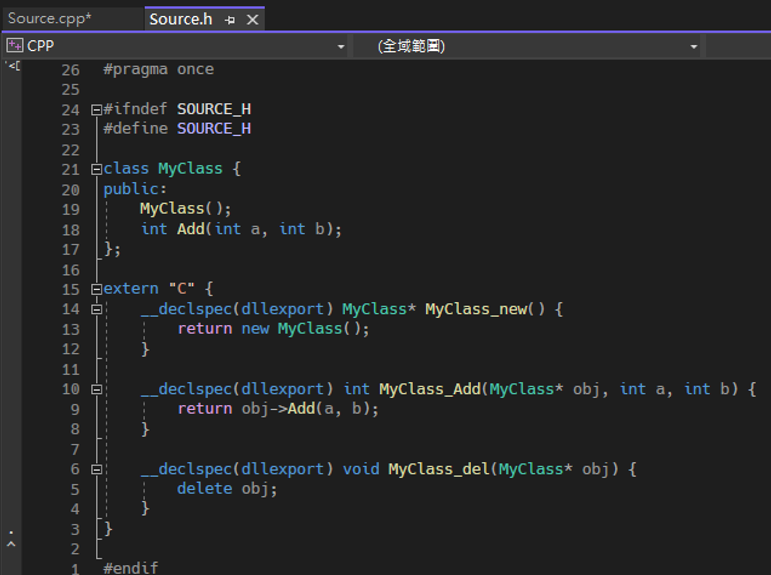 Source.cpp* Source.h
CPP (全域範圍)
26 #pragma once
25
24 #ifndef SOURCE_H
23 #define SOURCE_H
22
21 class MyClass {
20 public:
19 MyClass();
18 int Add(int a, int b);
17 };
16
15 extern "C" {
14 __declspec(dllexport) MyClass* MyClass_new() {
13 return new MyClass();
12 }
11
10 __declspec(dllexport) int MyClass_Add(MyClass* obj, int a, int b) {
9 return obj->Add(a, b);
8 }
7
6 __declspec(dllexport) void MyClass_del(MyClass* obj) {
5 delete obj;
4 }
3 }
2
1 #endif